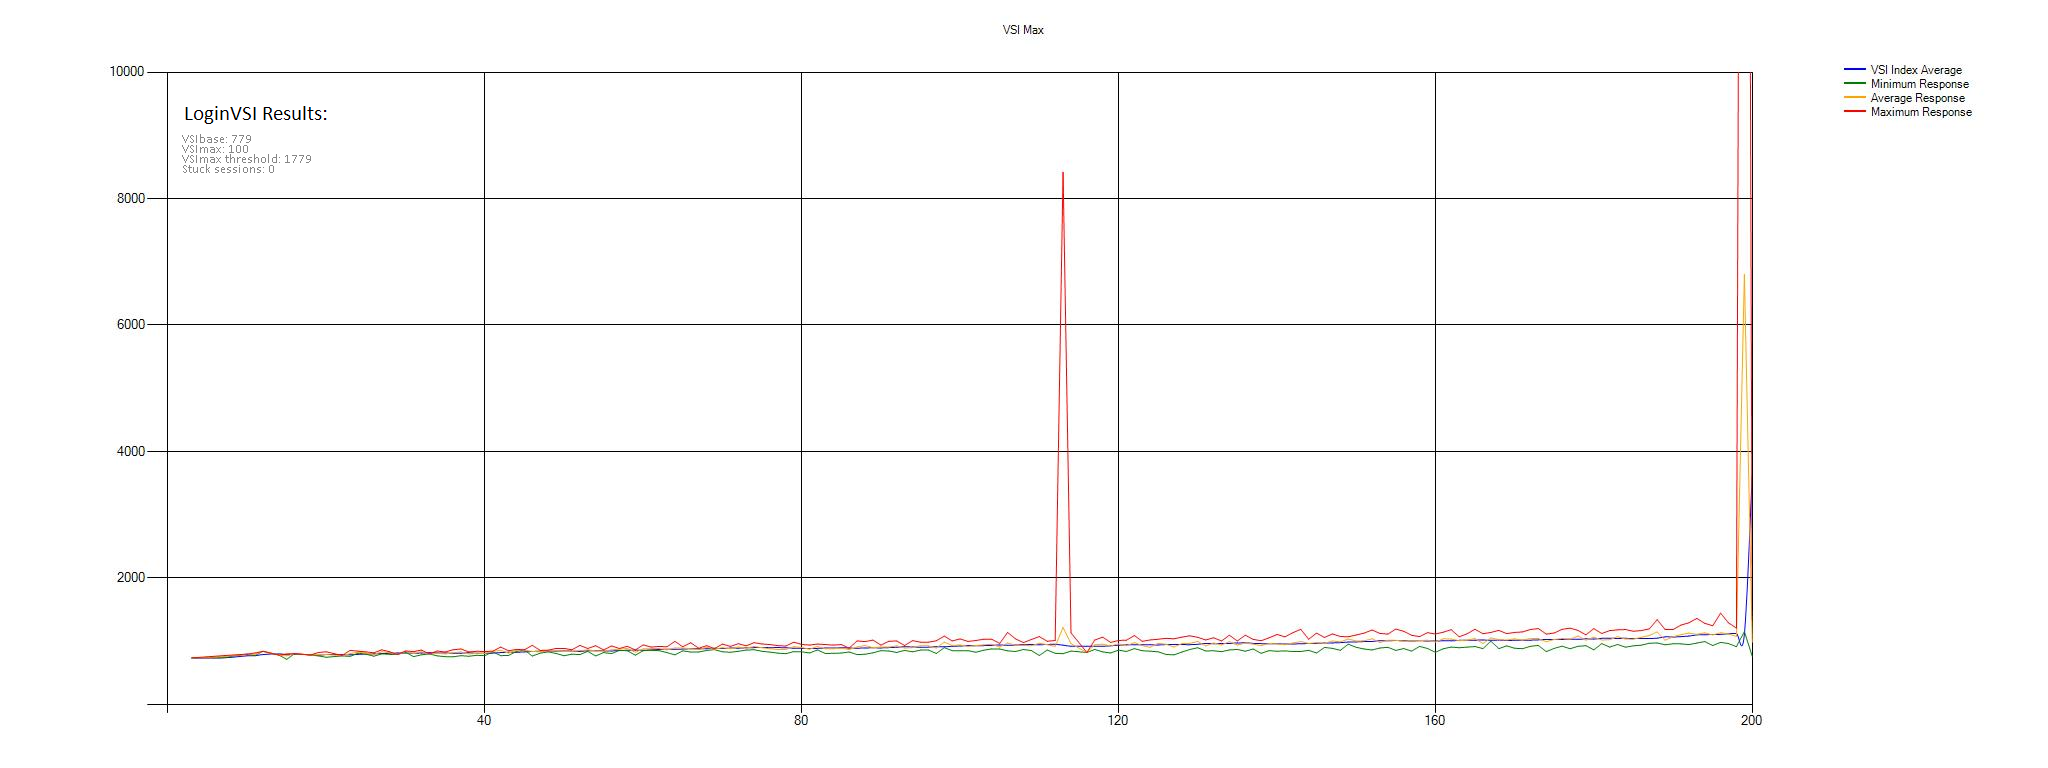 VSI Max
10000
8000
6000
4000
2000
LoginVSI Results:
VSIbase: 779
VSImax: 100
VSImax threshold: 1779
Stuck sessions: 0
VSI Index Average
Minimum Response
Average Response
Maximum Response
40
80
120
160
200